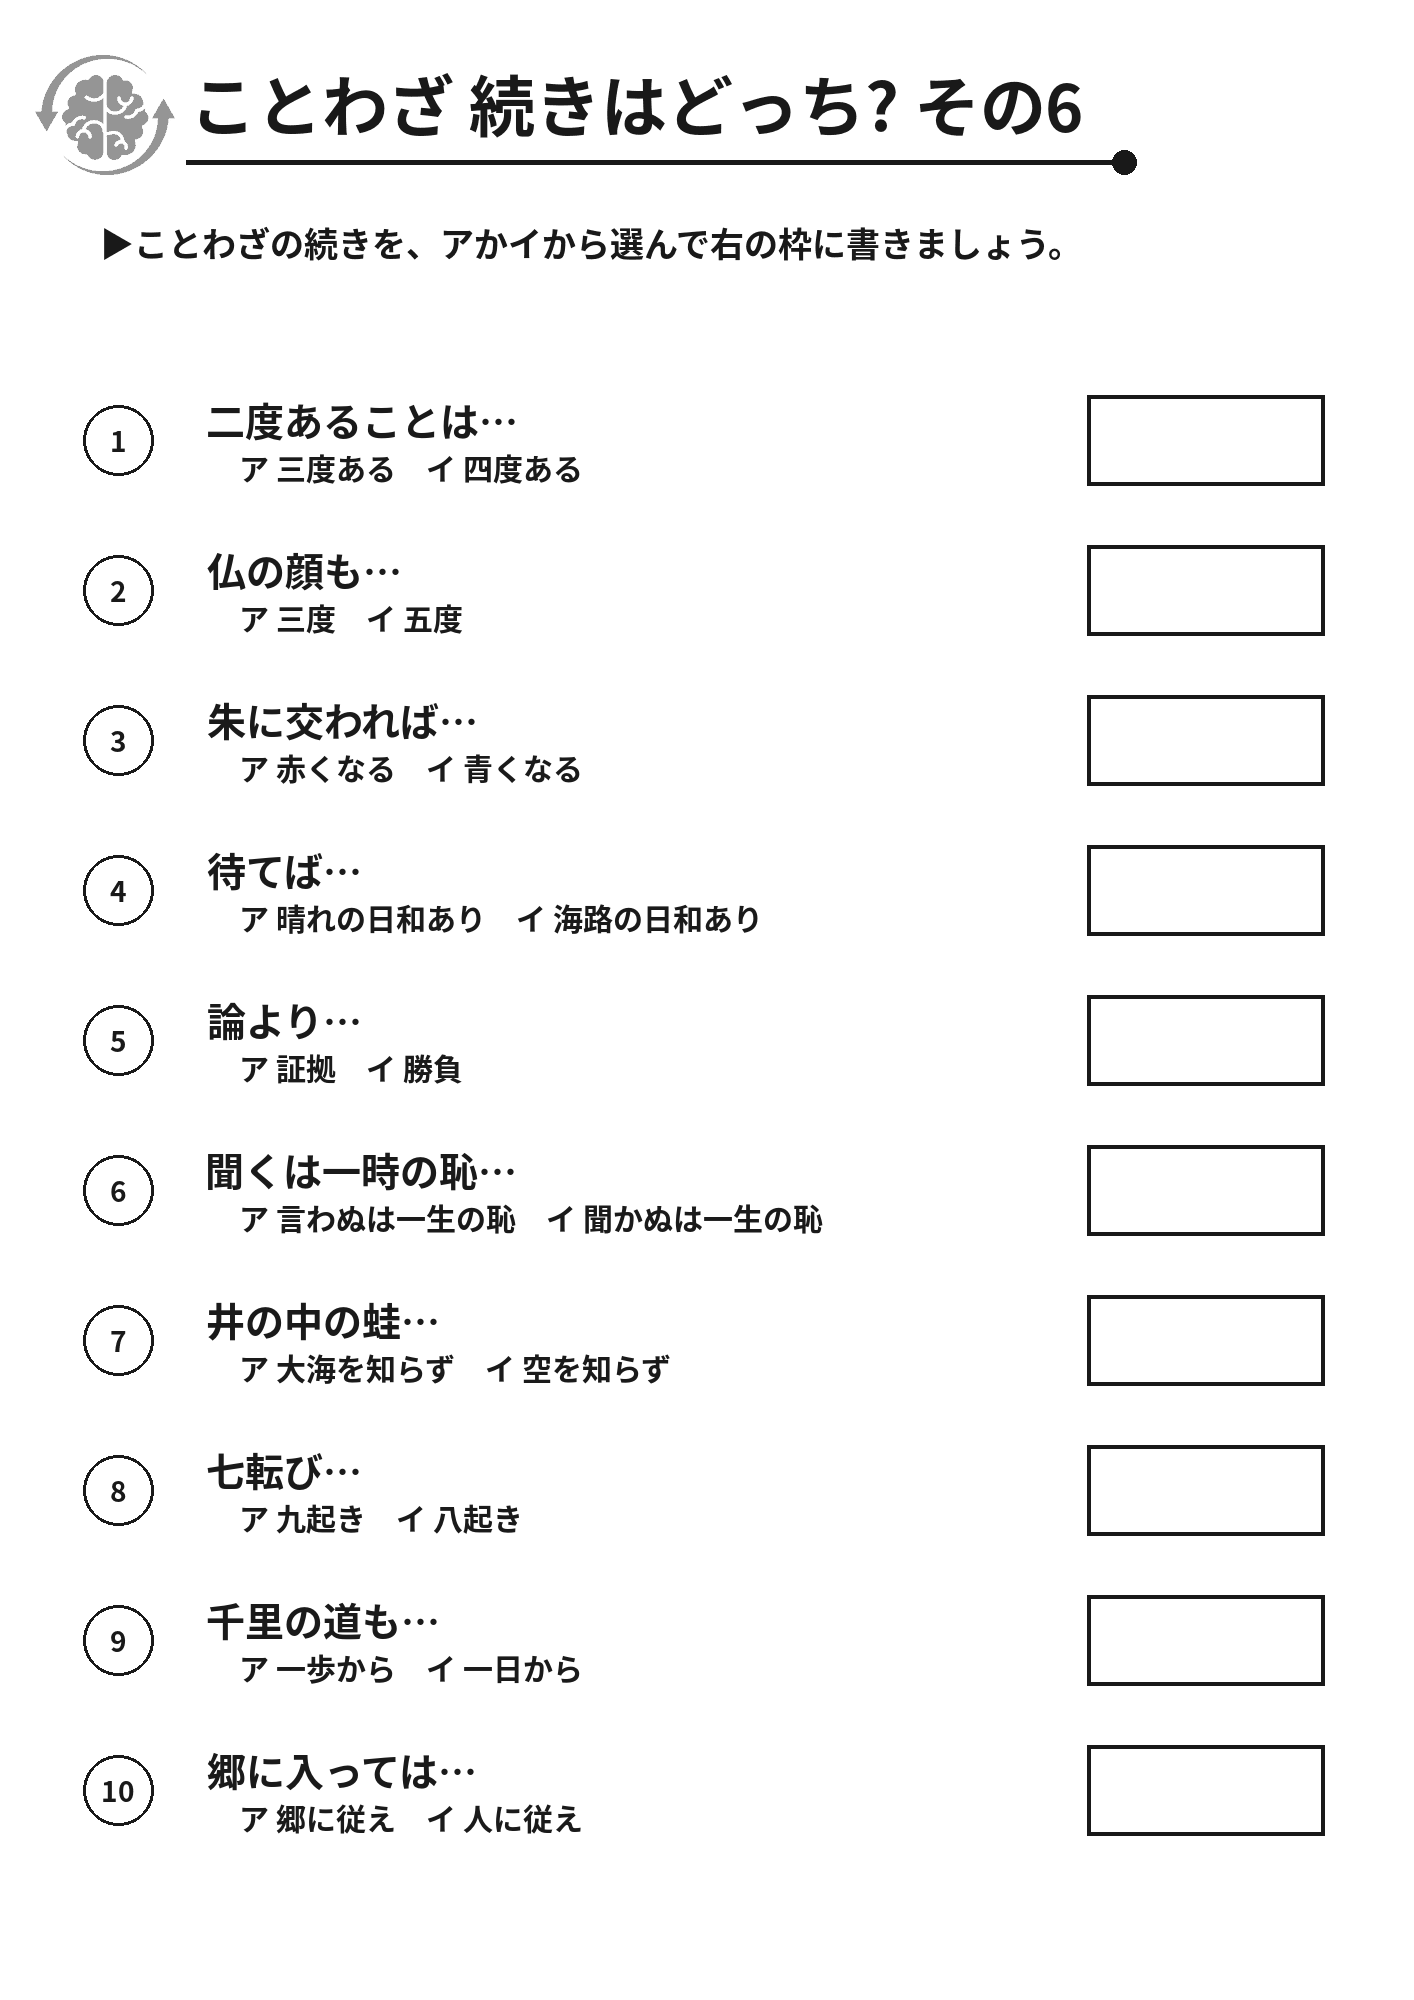 ことわざ 続きはどっち? その6
▶ことわざの続きを、アかイから選んで右の枠に書きましょう。
1 二度あることは…
ア 三度ある　イ 四度ある
2 仏の顔も…
ア 三度　イ 五度
3 朱に交われば…
ア 赤くなる　イ 青くなる
4 待てば…
ア 晴れの日和あり　イ 海路の日和あり
5 論より…
ア 証拠　イ 勝負
6 聞くは一時の恥…
ア 言わぬは一生の恥　イ 聞かぬは一生の恥
7 井の中の蛙…
ア 大海を知らず　イ 空を知らず
8 七転び…
ア 九起き　イ 八起き
9 千里の道も…
ア 一歩から　イ 一日から
10 郷に入っては…
ア 郷に従え　イ 人に従え